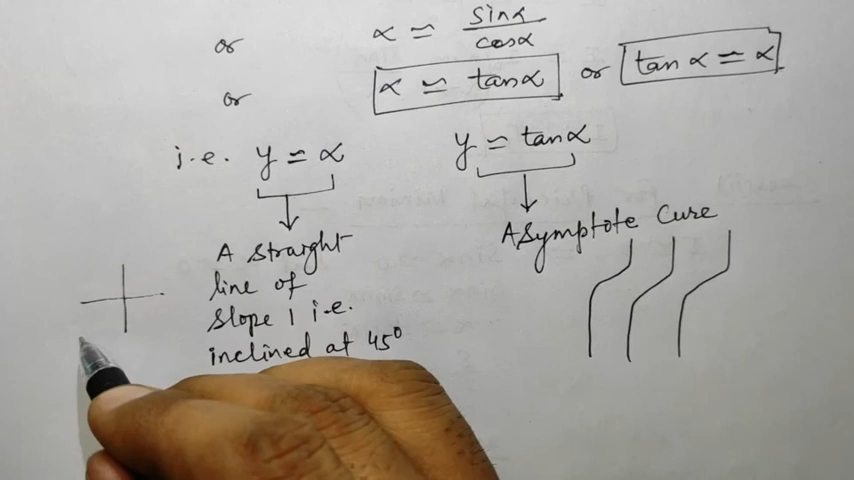 or α ≃ sinα/cosα
or α ≃ tanα or tanα ≃ α
i.e. y ≃ α y ≃ tanα
A Straight
line of
Slope 1 i.e.
inclined at 45°
ASymptote Cure